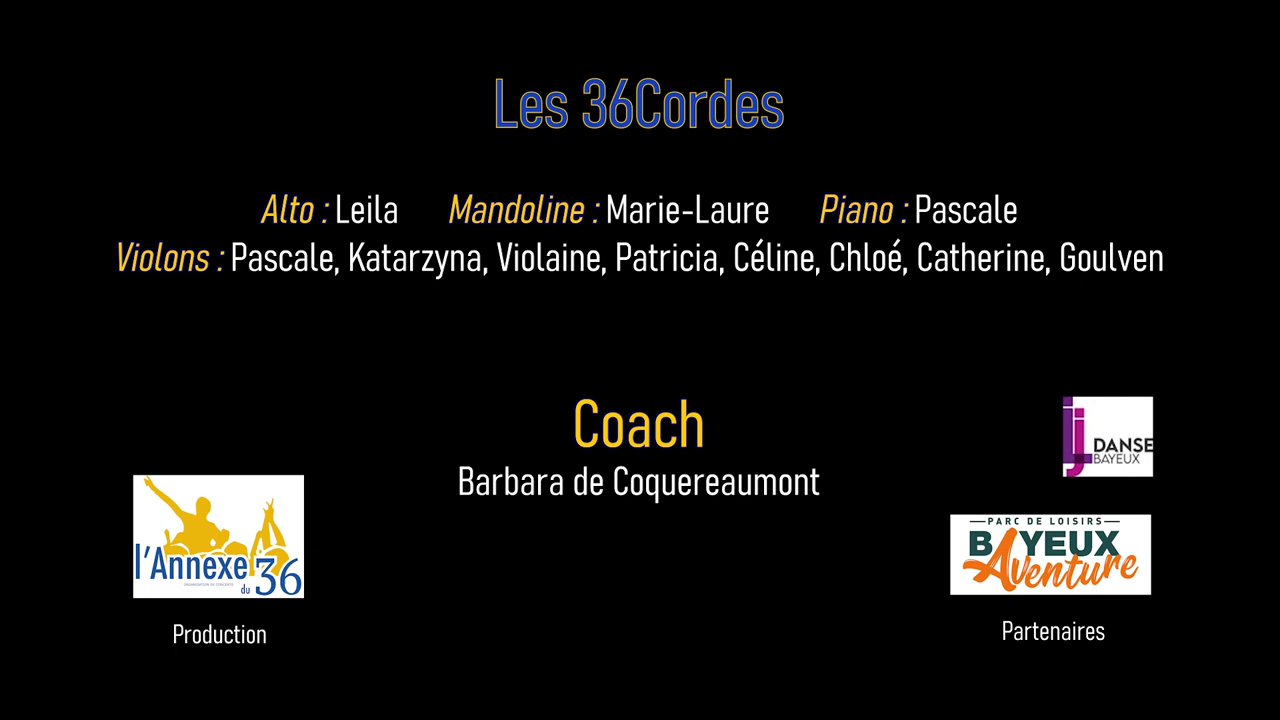 Les 36Cordes
Alto : Leila Mandoline : Marie-Laure Piano : Pascale
Violons : Pascale, Katarzyna, Violaine, Patricia, Céline, Chloé, Catherine, Goulven
Coach
Barbara de Coquereaumont
l'Annexe
du 36
Production
DANSE
BAYEUX
PARC DE LOISIRS
BAYEUX
Aventure
Partenaires